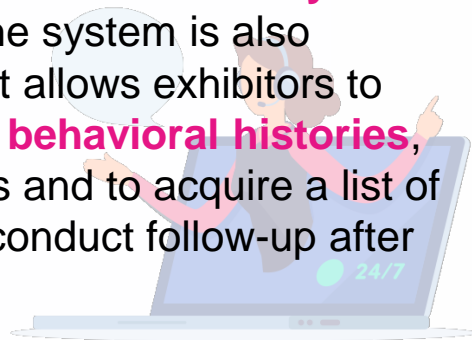 ne system is also
t allows exhibitors to
behavioral histories,
s and to acquire a list of
conduct follow-up after
24/7